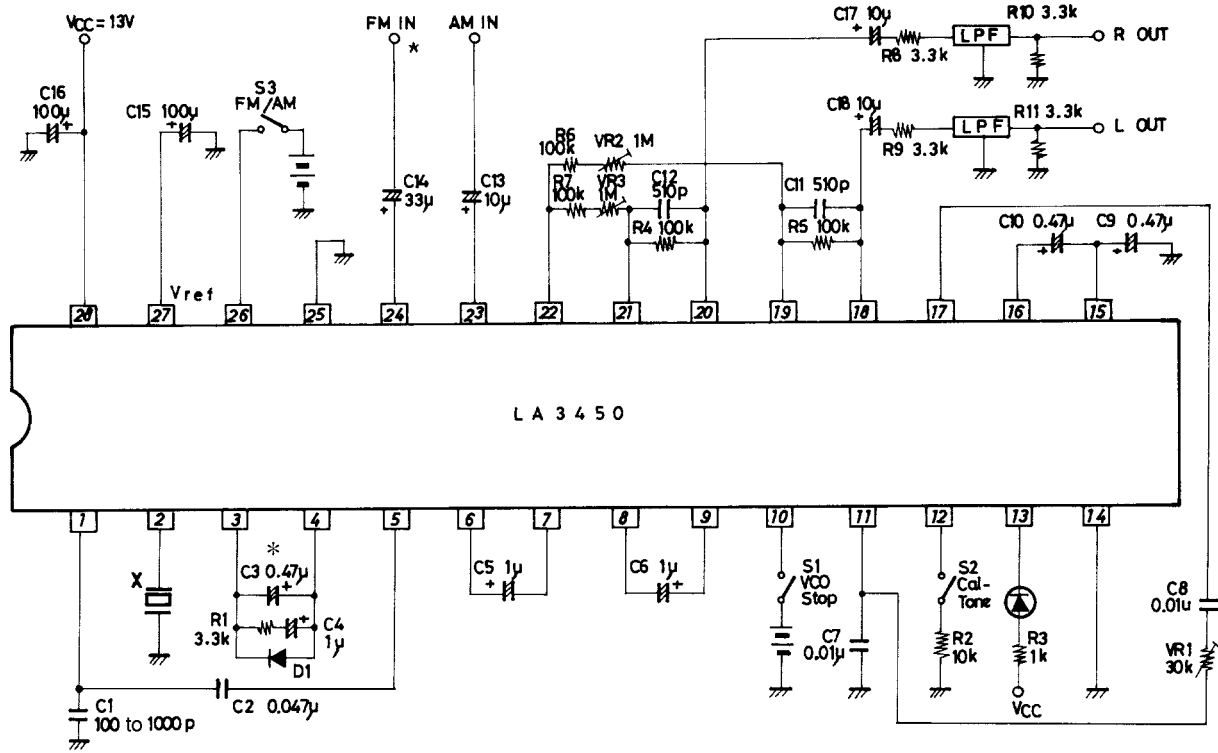 VCC = 13V
FM IN
*
AM IN
C16
100µ
+
C15 100µ
+
S3
FM/AM
C14
33µ
+
C13
10µ
+
C17 10µ
+
R8 3.3k
LPF
R10 3.3k
R OUT
C18 10µ
+
R9 3.3k
LPF
R11 3.3k
L OUT
R6
100k
VR2 1M
R7
100k
VR3
1M
C12
510p
R4 100k
C11 510p
R5 100k
C10 0.47µ
+
C9 0.47µ
+
Vref
28
27
26
25
24
23
22
21
20
19
18
17
16
15
LA3450
1
2
3
4
5
6
7
8
9
10
11
12
13
14
X
*
C3 0.47µ
+
R1
3.3k
+
C4
1µ
D1
C1
100 to 1000p
C2 0.047µ
C5 1µ
+
C6 1µ
+
S1
VCO
Stop
C7
0.01µ
S2
Cal-
Tone
R2
10k
R3
1k
VCC
C8
0.01µ
VR1
30k